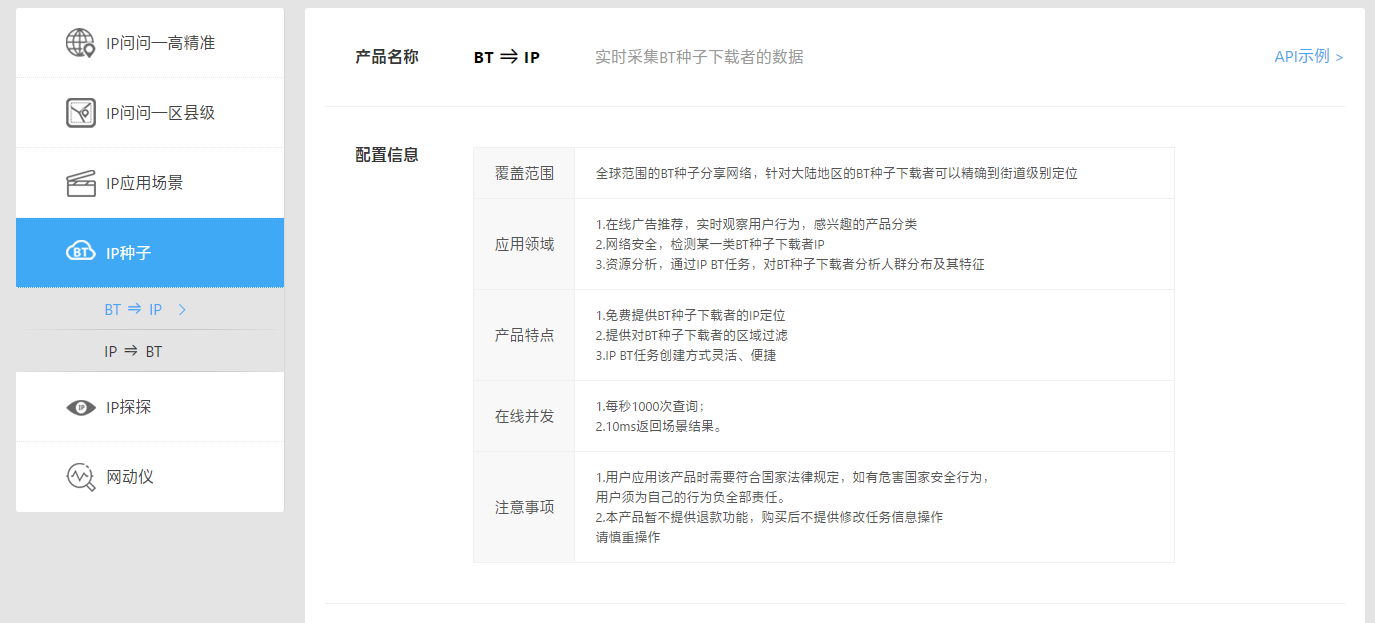 IP问问—高精准
IP问问—区县级
IP应用场景
BT IP种子
BT ⇒ IP >
IP ⇒ BT
IP IP探探
网动仪
产品名称 BT ⇒ IP 实时采集BT种子下载者的数据 API示例 >
配置信息
覆盖范围 全球范围的BT种子分享网络，针对大陆地区的BT种子下载者可以精确到街道级别定位
应用领域
1.在线广告推荐，实时观察用户行为，感兴趣的产品分类
2.网络安全，检测某一类BT种子下载者IP
3.资源分析，通过IP BT任务，对BT种子下载者分析人群分布及其特征
产品特点
1.免费提供BT种子下载者的IP定位
2.提供对BT种子下载者的区域过滤
3.IP BT任务创建方式灵活、便捷
在线并发
1.每秒1000次查询；
2.10ms返回场景结果。
注意事项
1.用户应用该产品时需要符合国家法律规定，如有危害国家安全行为，
用户须为自己的行为负全部责任。
2.本产品暂不提供退款功能，购买后不提供修改任务信息操作
请慎重操作